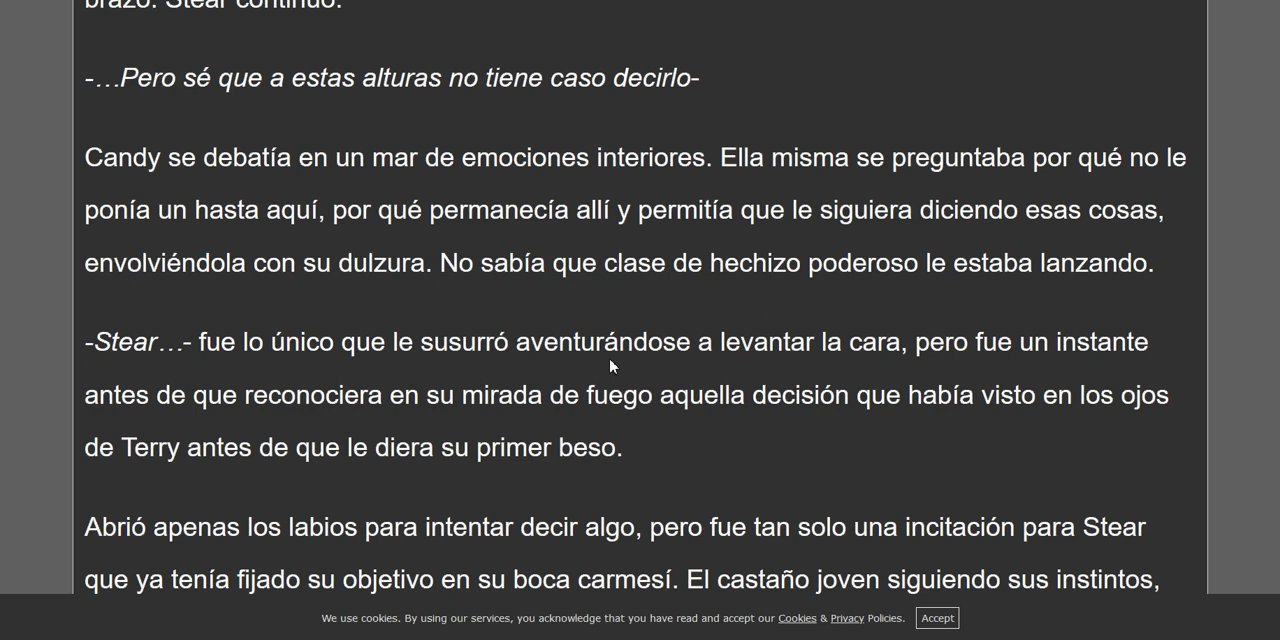 brazo. Stear continuó:
-…Pero sé que a estas alturas no tiene caso decirlo-
Candy se debatía en un mar de emociones interiores. Ella misma se preguntaba por qué no le
ponía un hasta aquí, por qué permanecía allí y permitía que le siguiera diciendo esas cosas,
envolviéndola con su dulzura. No sabía que clase de hechizo poderoso le estaba lanzando.
-Stear…- fue lo único que le susurró aventurándose a levantar la cara, pero fue un instante
antes de que reconociera en su mirada de fuego aquella decisión que había visto en los ojos
de Terry antes de que le diera su primer beso.
Abrió apenas los labios para intentar decir algo, pero fue tan solo una incitación para Stear
que ya tenía fijado su objetivo en su boca carmesí. El castaño joven siguiendo sus instintos,
We use cookies. By using our services, you acknowledge that you have read and accept our Cookies & Privacy Policies. Accept